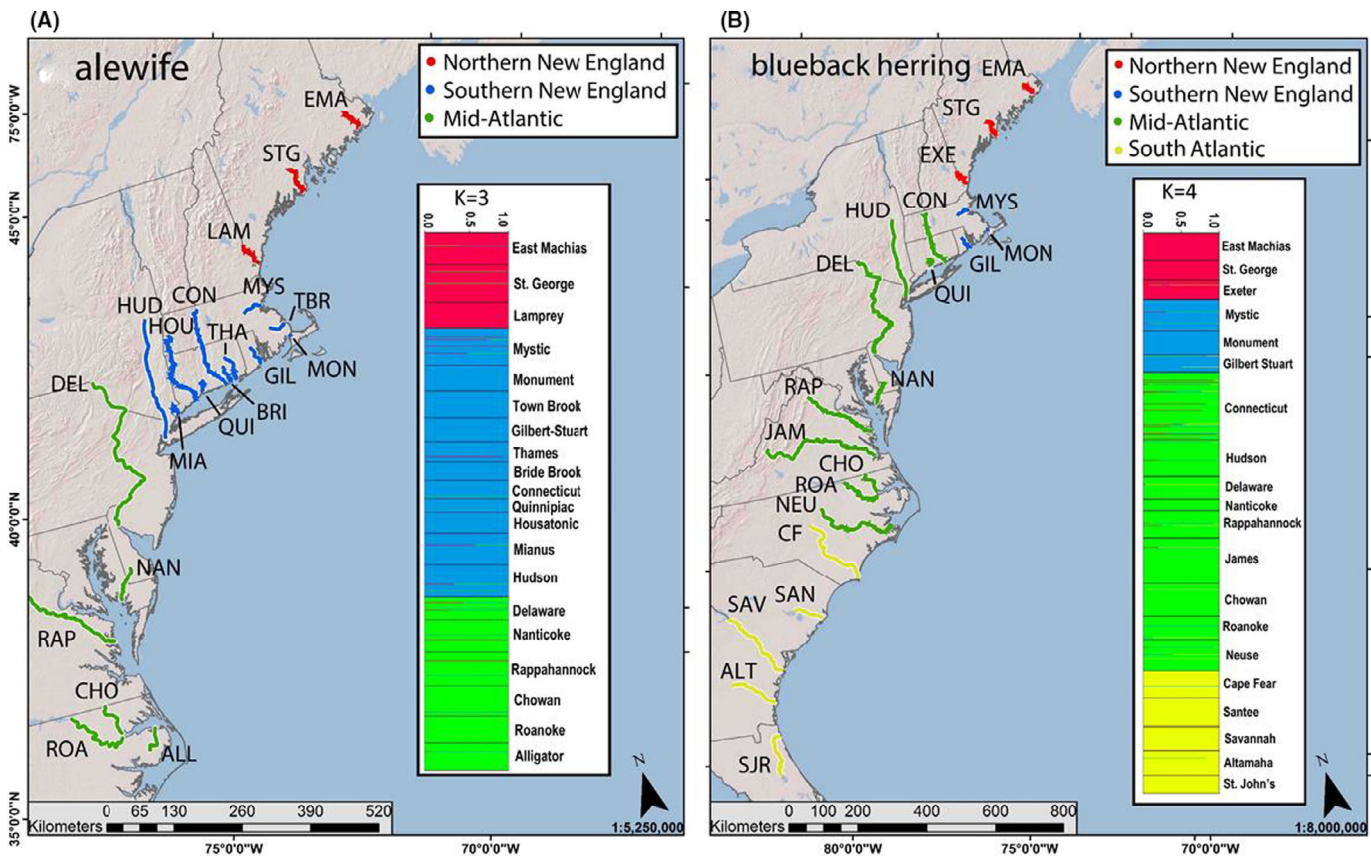 (A)
alewife
Northern New England
Southern New England
Mid-Atlantic
EMA
STG
LAM
MYS
TBR
CON
HUD
HOU
THA
MON
GIL
DEL
BRI
QUI
MIA
NAN
RAP
CHO
ROA
ALL
K=3
0.0
0.5
1.0
East Machias
St. George
Lamprey
Mystic
Monument
Town Brook
Gilbert-Stuart
Thames
Bride Brook
Connecticut
Quinnipiac
Housatonic
Mianus
Hudson
Delaware
Nanticoke
Rappahannock
Chowan
Roanoke
Alligator
75°0'0"W
45°0'0"N
40°0'0"N
35°0'0"N
0 65 130 260 390 520
Kilometers
N
1:5,250,000
75°0'0"W
70°0'0"W
(B)
blueback herring
Northern New England
Southern New England
Mid-Atlantic
South Atlantic
EMA
STG
EXE
MYS
CON
HUD
MON
GIL
DEL
QUI
NAN
RAP
JAM
CHO
ROA
NEU
CF
SAN
SAV
ALT
SJR
K=4
0.0
0.5
1.0
East Machias
St. George
Exeter
Mystic
Monument
Gilbert Stuart
Connecticut
Hudson
Delaware
Nanticoke
Rappahannock
James
Chowan
Roanoke
Neuse
Cape Fear
Santee
Savannah
Altamaha
St. John's
0 100 200 400 600 800
Kilometers
N
1:8,000,000
80°0'0"W
75°0'0"W
70°0'0"W